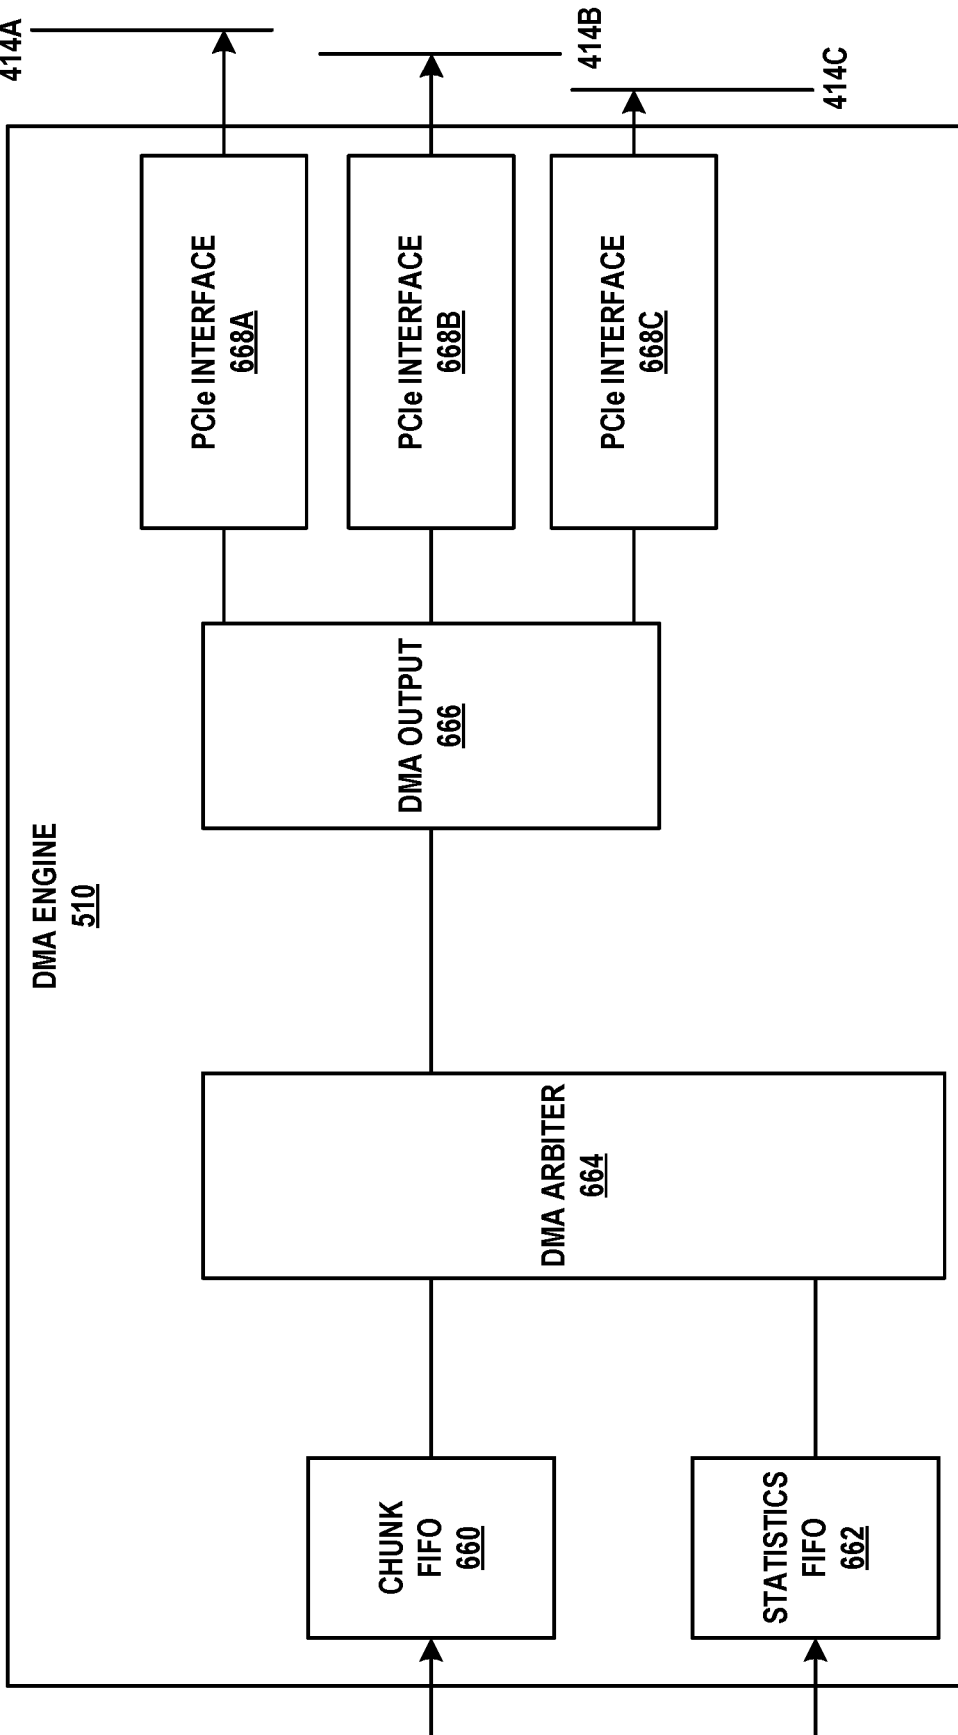 DMA ENGINE
510
CHUNK
FIFO
660
STATISTICS
FIFO
662
DMA ARBITER
664
DMA OUTPUT
666
PCIe INTERFACE
668A
PCIe INTERFACE
668B
PCIe INTERFACE
668C
414A
414B
414C